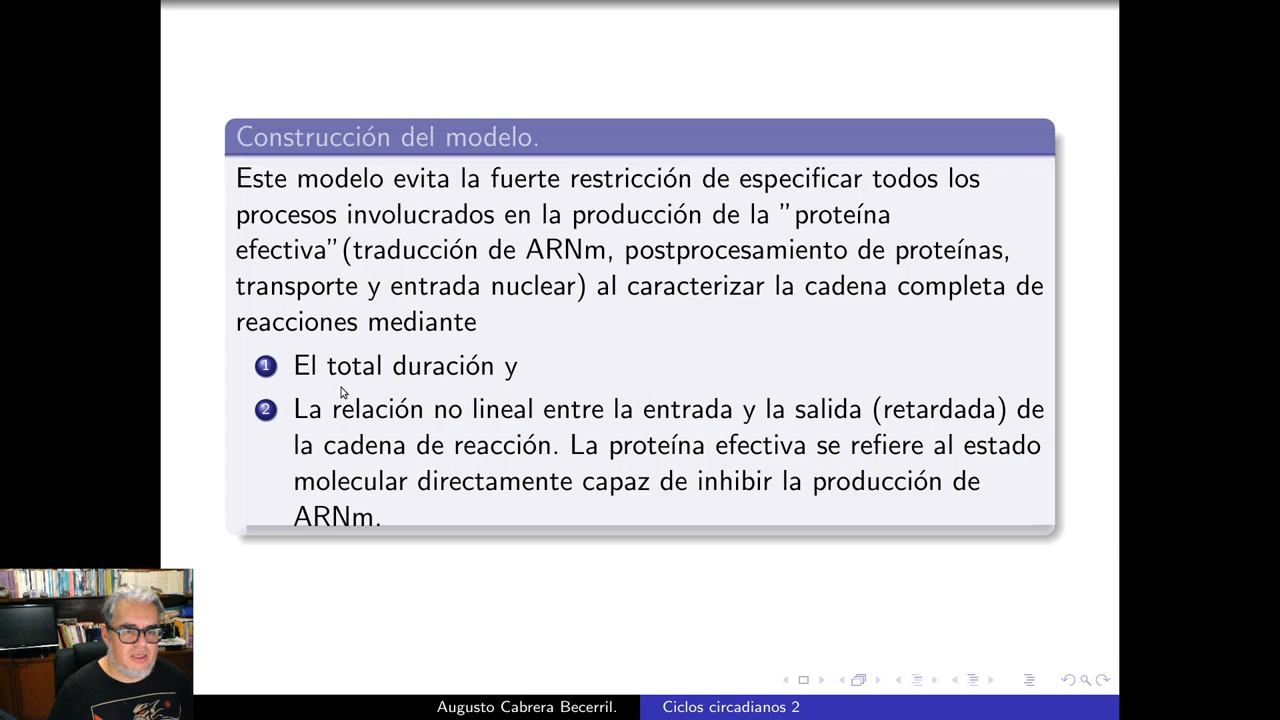 Construcción del modelo.
Este modelo evita la fuerte restricción de especificar todos los
procesos involucrados en la producción de la ”proteína
efectiva”(traducción de ARNm, postprocesamiento de proteínas,
transporte y entrada nuclear) al caracterizar la cadena completa de
reacciones mediante
1 El total duración y
2 La relación no lineal entre la entrada y la salida (retardada) de
la cadena de reacción. La proteína efectiva se refiere al estado
molecular directamente capaz de inhibir la producción de
ARNm.
Augusto Cabrera Becerril. Ciclos circadianos 2